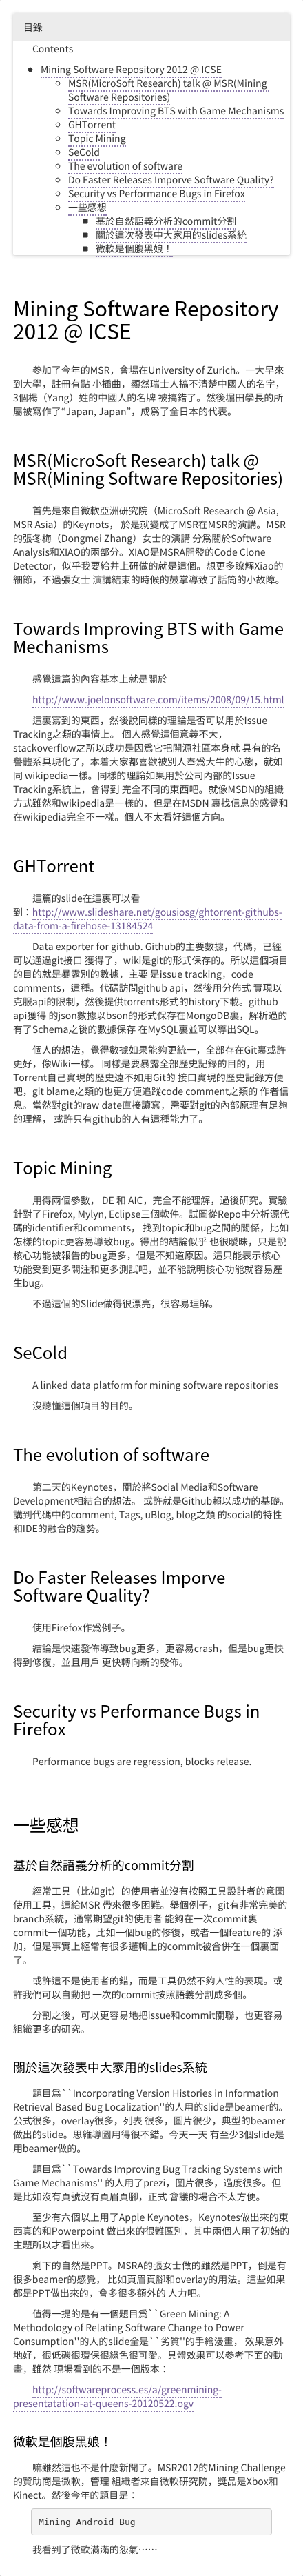 目錄
Contents
Mining Software Repository 2012 @ ICSE
MSR(MicroSoft Research) talk @ MSR(Mining
Software Repositories)
Towards Improving BTS with Game Mechanisms
GHTorrent
Topic Mining
SeCold
The evolution of software
Do Faster Releases Imporve Software Quality?
Security vs Performance Bugs in Firefox
一些感想
基於自然語義分析的commit分割
關於這次發表中大家用的slides系統
微軟是個腹黑娘！
Mining Software Repository
2012 @ ICSE
參加了今年的MSR，會場在University of Zurich。一大早來
到大學，註冊有點 小插曲，顯然瑞士人搞不清楚中國人的名字，
3個楊（Yang）姓的中國人的名牌 被搞錯了。然後堀田學長的所
屬被寫作了“Japan, Japan”，成爲了全日本的代表。
MSR(MicroSoft Research) talk @
MSR(Mining Software Repositories)
首先是來自微軟亞洲研究院（MicroSoft Research @ Asia,
MSR Asia）的Keynots， 於是就變成了MSR在MSR的演講。MSR
的張冬梅（Dongmei Zhang）女士的演講 分爲關於Software
Analysis和XIAO的兩部分。XIAO是MSRA開發的Code Clone
Detector，似乎我要給井上研做的就是這個。想更多瞭解Xiao的
細節，不過張女士 演講結束的時候的鼓掌導致了話筒的小故障。
Towards Improving BTS with Game
Mechanisms
感覺這篇的內容基本上就是關於
http://www.joelonsoftware.com/items/2008/09/15.html
這裏寫到的東西，然後說同樣的理論是否可以用於Issue
Tracking之類的事情上。 個人感覺這個意義不大，
stackoverflow之所以成功是因爲它把開源社區本身就 具有的名
譽體系具現化了，本着大家都喜歡被別人奉爲大牛的心態，就如
同 wikipedia一樣。同樣的理論如果用於公司內部的Issue
Tracking系統上，會得到 完全不同的東西吧。就像MSDN的組織
方式雖然和wikipedia是一樣的，但是在MSDN 裏找信息的感覺和
在wikipedia完全不一樣。個人不太看好這個方向。
GHTorrent
這篇的slide在這裏可以看
到：http://www.slideshare.net/gousiosg/ghtorrent-githubs-
data-from-a-firehose-13184524
Data exporter for github. Github的主要數據，代碼，已經
可以通過git接口 獲得了，wiki是git的形式保存的。所以這個項目
的目的就是暴露別的數據，主要 是issue tracking，code
comments，這種。代碼訪問github api，然後用分佈式 實現以
克服api的限制，然後提供torrents形式的history下載。github
api獲得 的json數據以bson的形式保存在MongoDB裏，解析過的
有了Schema之後的數據保存 在MySQL裏並可以導出SQL。
個人的想法，覺得數據如果能夠更統一，全部存在Git裏或許
更好，像Wiki一樣。 同樣是要暴露全部歷史記錄的目的，用
Torrent自己實現的歷史遠不如用Git的 接口實現的歷史記錄方便
吧，git blame之類的也更方便追蹤code comment之類的 作者信
息。當然對git的raw date直接讀寫，需要對git的內部原理有足夠
的理解， 或許只有github的人有這種能力了。
Topic Mining
用得兩個參數， DE 和 AIC，完全不能理解，過後研究。實驗
針對了Firefox, Mylyn, Eclipse三個軟件。試圖從Repo中分析源代
碼的identifier和comments， 找到topic和bug之間的關係，比如
怎樣的topic更容易導致bug。得出的結論似乎 也很曖昧，只是說
核心功能被報告的bug更多，但是不知道原因。這只能表示核心
功能受到更多關注和更多測試吧，並不能說明核心功能就容易產
生bug。
不過這個的Slide做得很漂亮，很容易理解。
SeCold
A linked data platform for mining software repositories
沒聽懂這個項目的目的。
The evolution of software
第二天的Keynotes，關於將Social Media和Software
Development相結合的想法。 或許就是Github賴以成功的基礎。
講到代碼中的comment, Tags, uBlog, blog之類 的social的特性
和IDE的融合的趨勢。
Do Faster Releases Imporve
Software Quality?
使用Firefox作爲例子。
結論是快速發佈導致bug更多，更容易crash，但是bug更快
得到修復，並且用戶 更快轉向新的發佈。
Security vs Performance Bugs in
Firefox
Performance bugs are regression, blocks release.
一些感想
基於自然語義分析的commit分割
經常工具（比如git）的使用者並沒有按照工具設計者的意圖
使用工具，這給MSR 帶來很多困難。舉個例子，git有非常完美的
branch系統，通常期望git的使用者 能夠在一次commit裏
commit一個功能，比如一個bug的修復，或者一個feature的 添
加，但是事實上經常有很多邏輯上的commit被合併在一個裏面
了。
或許這不是使用者的錯，而是工具仍然不夠人性的表現。或
許我們可以自動把 一次的commit按照語義分割成多個。
分割之後，可以更容易地把issue和commit關聯，也更容易
組織更多的研究。
關於這次發表中大家用的slides系統
題目爲``Incorporating Version Histories in Information
Retrieval Based Bug Localization''的人用的slide是beamer的。
公式很多，overlay很多，列表 很多，圖片很少，典型的beamer
做出的slide。思維導圖用得很不錯。今天一天 有至少3個slide是
用beamer做的。
題目爲``Towards Improving Bug Tracking Systems with
Game Mechanisms'' 的人用了prezi，圖片很多，過度很多。但
是比如沒有頁號沒有頁眉頁腳，正式 會議的場合不太方便。
至少有六個以上用了Apple Keynotes，Keynotes做出來的東
西真的和Powerpoint 做出來的很難區別，其中兩個人用了初始的
主題所以才看出來。
剩下的自然是PPT。MSRA的張女士做的雖然是PPT，倒是有
很多beamer的感覺， 比如頁眉頁腳和overlay的用法。這些如果
都是PPT做出來的，會多很多額外的 人力吧。
值得一提的是有一個題目爲``Green Mining: A
Methodology of Relating Software Change to Power
Consumption''的人的slide全是``劣質''的手繪漫畫， 效果意外
地好，很低碳很環保很綠色很可愛。具體效果可以參考下面的動
畫，雖然 現場看到的不是一個版本：
http://softwareprocess.es/a/greenmining-
presentatation-at-queens-20120522.ogv
微軟是個腹黑娘！
嘛雖然這也不是什麼新聞了。MSR2012的Mining Challenge
的贊助商是微軟，管理 組織者來自微軟研究院，獎品是Xbox和
Kinect。然後今年的題目是：
Mining Android Bug
我看到了微軟滿滿的怨氣……